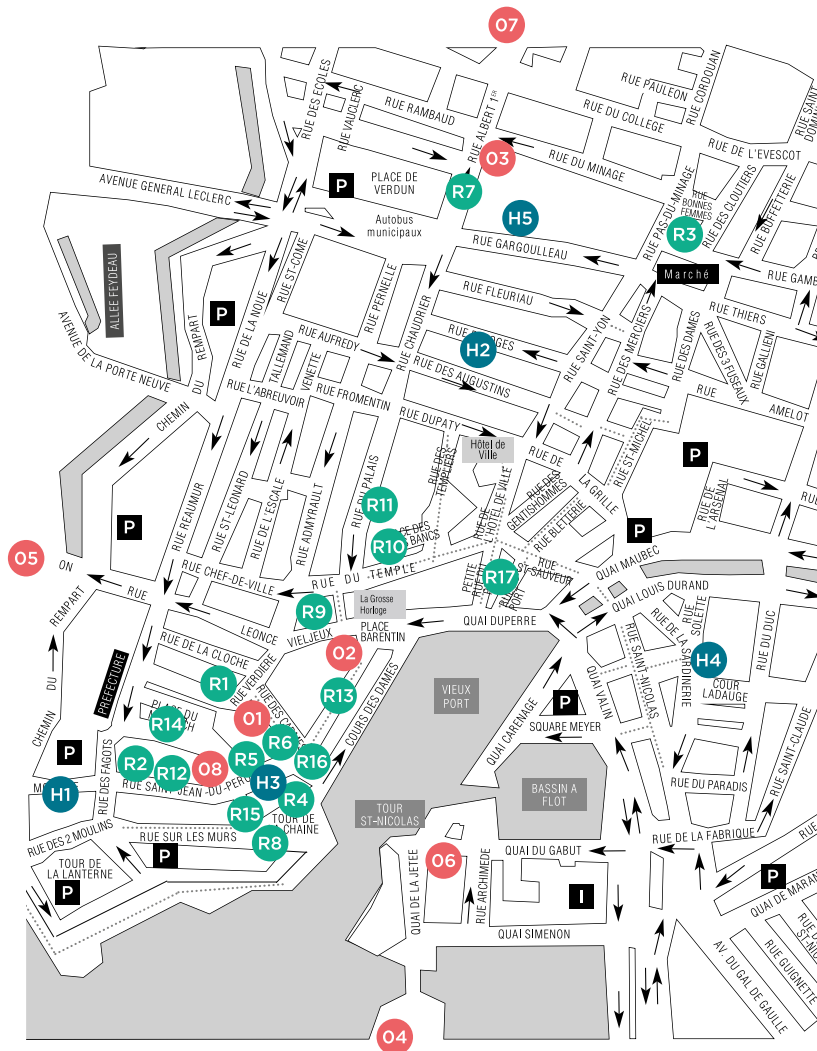 07
RUE DES ECOLES
RUE VAUCLERC
RUE RAMBAUD
RUE ALBERT 1ER
RUE PAULEON
RUE CORDOUAN
RUE SAINT
RUE DU COLLEGE
RUE DE L'EVESCOT
03
RUE DU MINAGE
PLACE DE
VERDUN
P
R7
AVENUE GENERAL LECLERC
Autobus
municipaux
H5
RUE PAS-DU-MINAGE
RUE
BONNES
FEMMES
R3
RUE DES CLOUTIERS
RUE BUFFETTERIE
RUE GARGOULLEAU
Marché
RUE GAMB
ALLEE FEYDEAU
P
RUE ST-COME
RUE PERNELLE
RUE FLEURIAU
RUE THIERS
AVENUE DE LA PORTE NEUVE
REMPART
DU
CHEMIN
RUE DE LA NOUE
RUE AUFREDY
RUE CHAUDRIER
H2
RUE DES AUGUSTINS
RUE SAINT-YON
RUE DES MERCIERS
RUE DES DAMES
RUE DES 3 FUSEAUX
RUE GALLIENI
TALLEMAND
VENETTE
RUE L'ABREUVOIR
RUE FROMENTIN
RUE
AMELOT
RUE DUPATY
Hôtel de
Ville
RUE DES
TEMPLIERS
RUE DE
LA GRILLE
RUE ST-MICHEL
P
RUE REAUMUR
RUE ST-LEONARD
RUE DE L'ESCALE
RUE ADMYRAULT
R11
RUE DE
L'HOTEL DE VILLE
RUE DES
GENTISHOMMES
RUE BLETTERIE
RUE DE
L'ARSENAL
P
P
R10
05
RUE CHEF-DE-VILLE
RUE DU TEMPLE
R17
RUE
ST-SAUVEUR
QUAI MAUBEC
ON
RUE
REMPART
DU
CHEMIN
R9
La Grosse
Horloge
PETITE
QUAI LOUIS DURAND
LEONCE
VIELJEUX
PLACE
BARENTIN
QUAI DUPERRE
RUE
SOLETTE
RUE DE LA SARDINERIE
RUE SAINT-NICOLAS
RUE DU DUC
RUE DE LA CLOCHE
02
R1
RUE VERDIERE
R13
COURS DES DAMES
VIEUX
PORT
QUAI VALIN
H4
COUR
LADAUGE
PREFECTURE
01
R14
R6
QUAI CARENAGE
P
SQUARE MEYER
P
R2
R12
08
R5
R16
RUE SAINT-CLAUDE
H1
RUE DES FAGOTS
RUE SAINT-JEAN-DU-PEROT
H3
R4
BASSIN A
FLOT
RUE DU PARADIS
R15
TOUR DE
TOUR
ST-NICOLAS
RUE DES 2 MOULINS
RUE SUR LES MURS
R8
RUE DE LA FABRIQUE
TOUR DE
LA LANTERNE
P
P
QUAI DE LA JETEE
06
RUE ARCHIMEDE
QUAI DU GABUT
I
P
QUAI DE MARAN
QUAI SIMENON
AV. DU GAL DE GAULLE
RUE GUIGNETTE
04